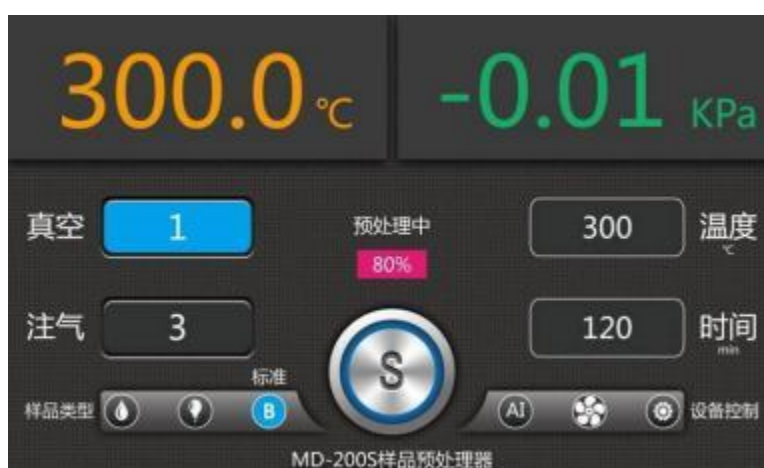 300.0 ℃
-0.01 KPa
真空 1
预处理中
80%
300 温度
℃
注气 3
S
120 时间
min
标准
样品类型 B
AI 设备控制
MD-200S样品预处理器